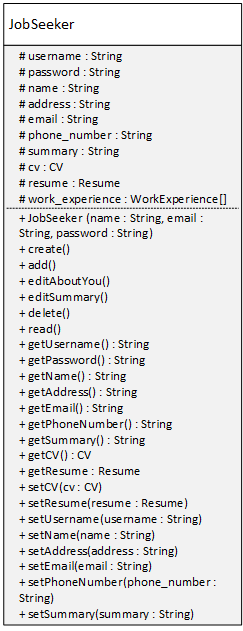 JobSeeker
# username : String
# password : String
# name : String
# address : String
# email : String
# phone_number : String
# summary : String
# cv : CV
# resume : Resume
# work_experience : WorkExperience[]
+ JobSeeker (name : String, email :
String, password : String)
+ create()
+ add()
+ editAboutYou()
+ editSummary()
+ delete()
+ read()
+ getUsername() : String
+ getPassword() : String
+ getName() : String
+ getAddress() : String
+ getEmail() : String
+ getPhoneNumber() : String
+ getSummary() : String
+ getCV() : CV
+ getResume : Resume
+ setCV(cv : CV)
+ setResume(resume : Resume)
+ setUsername(username : String)
+ setName(name : String)
+ setAddress(address : String)
+ setEmail(email : String)
+ setPhoneNumber(phone_number :
String)
+ setSummary(summary : String)